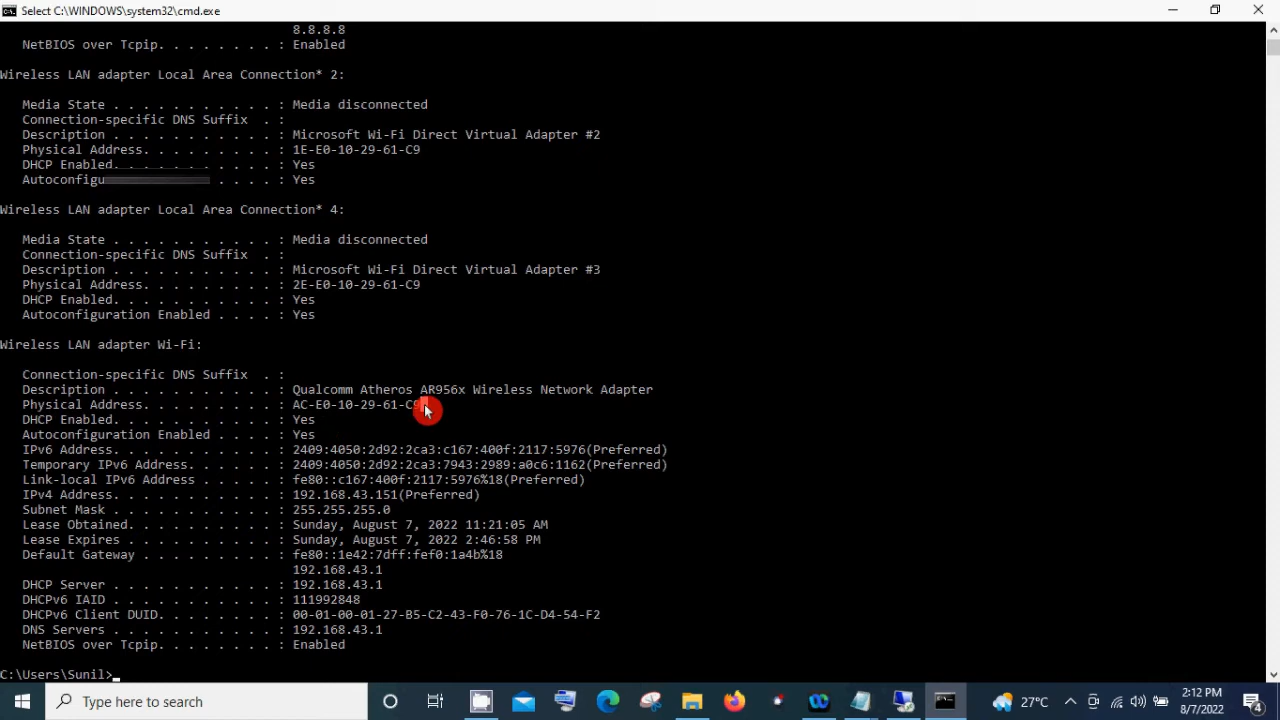 Select C:\WINDOWS\system32\cmd.exe
8.8.8.8
NetBIOS over Tcpip. . . . . . . . : Enabled
Wireless LAN adapter Local Area Connection* 2:
Media State . . . . . . . . . . . : Media disconnected
Connection-specific DNS Suffix  . :
Description . . . . . . . . . . . : Microsoft Wi-Fi Direct Virtual Adapter #2
Physical Address. . . . . . . . . : 1E-E0-10-29-61-C9
DHCP Enabled. . . . . . . . . . . : Yes
Autoconfigu . . . . : Yes
Wireless LAN adapter Local Area Connection* 4:
Media State . . . . . . . . . . . : Media disconnected
Connection-specific DNS Suffix  . :
Description . . . . . . . . . . . : Microsoft Wi-Fi Direct Virtual Adapter #3
Physical Address. . . . . . . . . : 2E-E0-10-29-61-C9
DHCP Enabled. . . . . . . . . . . : Yes
Autoconfiguration Enabled . . . . : Yes
Wireless LAN adapter Wi-Fi:
Connection-specific DNS Suffix  . :
Description . . . . . . . . . . . : Qualcomm Atheros AR956x Wireless Network Adapter
Physical Address. . . . . . . . . : AC-E0-10-29-61-C9
DHCP Enabled. . . . . . . . . . . : Yes
Autoconfiguration Enabled . . . . : Yes
IPv6 Address. . . . . . . . . . . : 2409:4050:2d92:2ca3:c167:400f:2117:5976(Preferred)
Temporary IPv6 Address. . . . . . : 2409:4050:2d92:2ca3:7943:2989:a0c6:1162(Preferred)
Link-local IPv6 Address . . . . . : fe80::c167:400f:2117:5976%18(Preferred)
IPv4 Address. . . . . . . . . . . : 192.168.43.151(Preferred)
Subnet Mask . . . . . . . . . . . : 255.255.255.0
Lease Obtained. . . . . . . . . . : Sunday, August 7, 2022 11:21:05 AM
Lease Expires . . . . . . . . . . : Sunday, August 7, 2022 2:46:58 PM
Default Gateway . . . . . . . . . : fe80::1e42:7dff:fef0:1a4b%18
192.168.43.1
DHCP Server . . . . . . . . . . . : 192.168.43.1
DHCPv6 IAID . . . . . . . . . . . : 111992848
DHCPv6 Client DUID. . . . . . . . : 00-01-00-01-27-B5-C2-43-F0-76-1C-D4-54-F2
DNS Servers . . . . . . . . . . . : 192.168.43.1
NetBIOS over Tcpip. . . . . . . . : Enabled
C:\Users\Sunil>
Type here to search
27°C
2:12 PM
8/7/2022
4